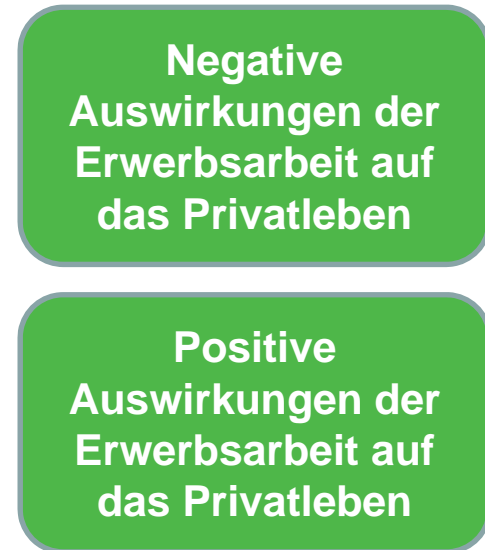 Negative
Auswirkungen der
Erwerbsarbeit auf
das Privatleben
Positive
Auswirkungen der
Erwerbsarbeit auf
das Privatleben